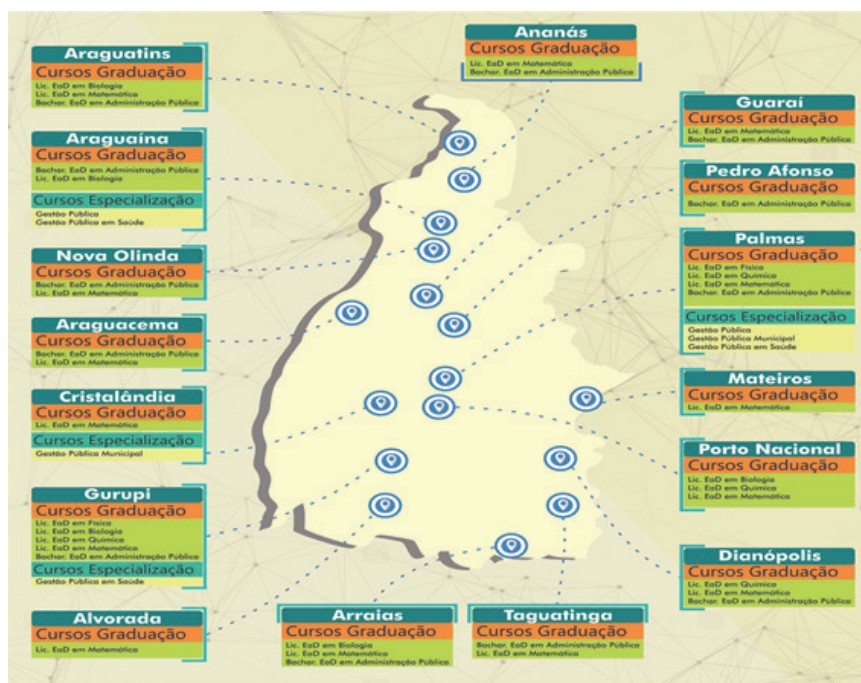 Araguatins
Cursos Graduação
Lic. EaD em Biologia
Lic. EaD em Matemática
Bachar. EaD em Administração Pública
Araguaína
Cursos Graduação
Bachar. EaD em Administração Pública
Lic. EaD em Biologia
Cursos Especialização
Gestão Pública
Gestão Pública em Saúde
Nova Olinda
Cursos Graduação
Bachar. EaD em Administração Pública
Lic. EaD em Matemática
Araguacema
Cursos Graduação
Bachar. EaD em Administração Pública
Lic. EaD em Matemática
Cristalândia
Cursos Graduação
Lic. EaD em Matemática
Cursos Especialização
Gestão Pública Municipal
Gurupi
Cursos Graduação
Lic. EaD em Física
Lic. EaD em Biologia
Lic. EaD em Química
Lic. EaD em Matemática
Bachar. EaD em Administração Pública
Cursos Especialização
Gestão Pública em Saúde
Alvorada
Cursos Graduação
Lic. EaD em Matemática
Ananás
Cursos Graduação
Lic. EaD em Matemática
Bachar. EaD em Administração Pública
Guaraí
Cursos Graduação
Lic. EaD em Matemática
Bachar. EaD em Administração Pública
Pedro Afonso
Cursos Graduação
Bachar. EaD em Administração Pública
Palmas
Cursos Graduação
Lic. EaD em Física
Lic. EaD em Química
Lic. EaD em Matemática
Bachar. EaD em Administração Pública
Cursos Especialização
Gestão Pública
Gestão Pública Municipal
Gestão Pública em Saúde
Mateiros
Cursos Graduação
Lic. EaD em Matemática
Porto Nacional
Cursos Graduação
Lic. EaD em Biologia
Lic. EaD em Química
Lic. EaD em Matemática
Dianópolis
Cursos Graduação
Lic. EaD em Química
Lic. EaD em Matemática
Bachar. EaD em Administração Pública
Arraias
Cursos Graduação
Lic. EaD em Biologia
Lic. EaD em Matemática
Bachar. EaD em Administração Pública
Taguatinga
Cursos Graduação
Bachar. EaD em Administração Pública
Lic. EaD em Matemática